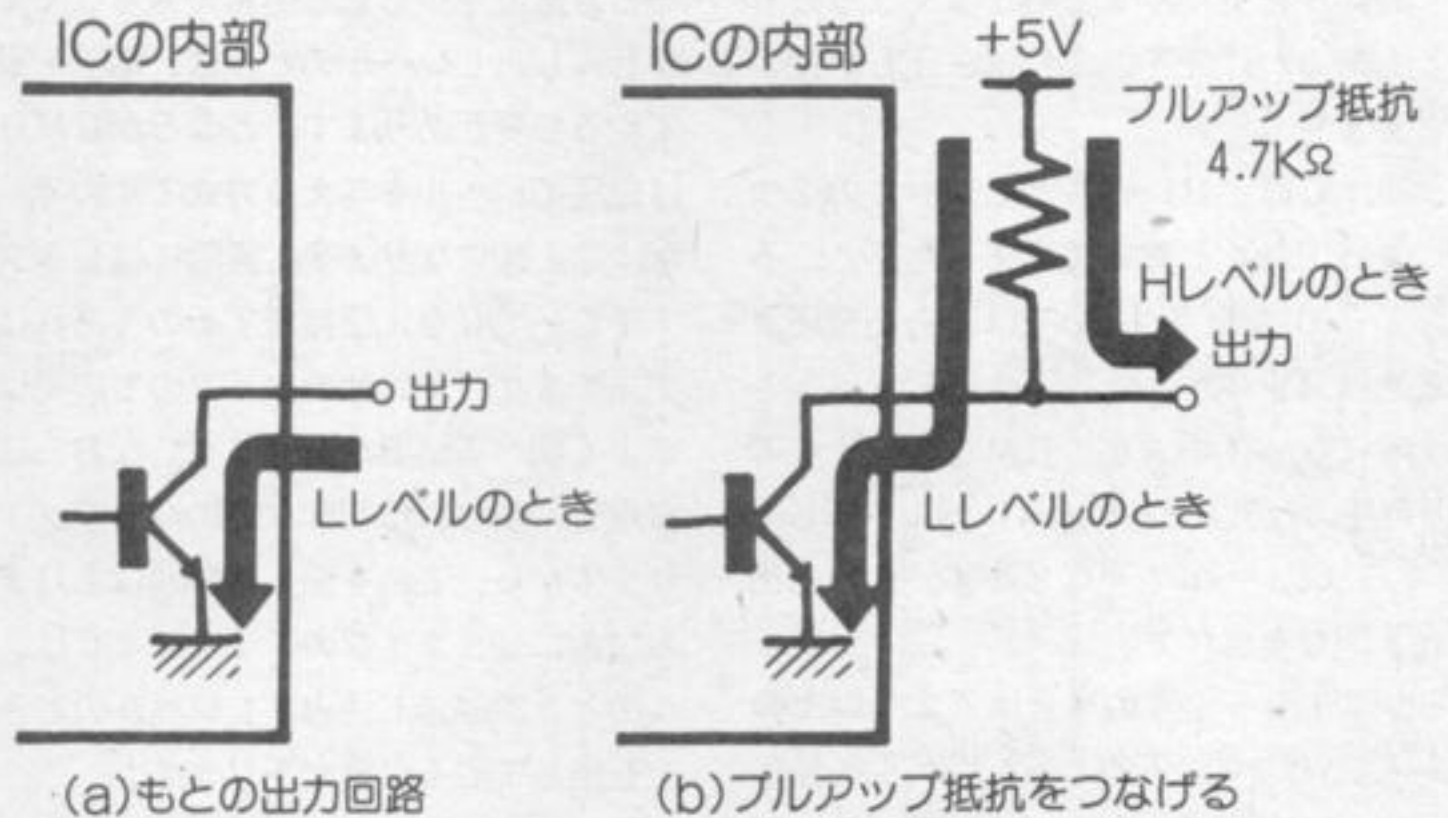 ICの内部
出力
Lレベルのとき
(a)もとの出力回路
ICの内部
+5V
プルアップ抵抗
4.7KΩ
Hレベルのとき
出力
Lレベルのとき
(b)プルアップ抵抗をつなげる